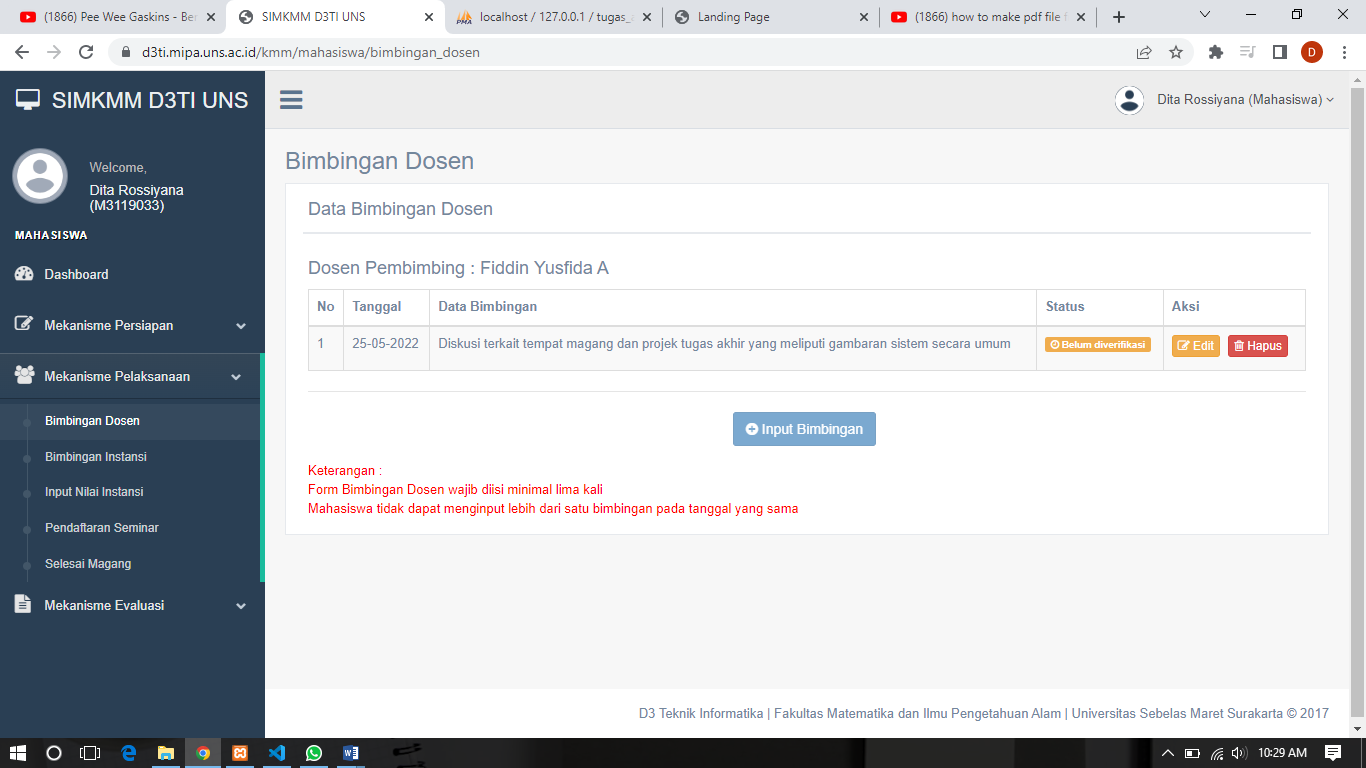 (1866) Pee Wee Gaskins - Be
SIMKMM D3TI UNS
localhost / 127.0.0.1 / tugas_
Landing Page
(1866) how to make pdf file
d3ti.mipa.uns.ac.id/kmm/mahasiswa/bimbingan_dosen
D
SIMKMM D3TI UNS
Dita Rossiyana (Mahasiswa)
Welcome,
Dita Rossiyana
(M3119033)
MAHASISWA
Dashboard
Mekanisme Persiapan
Mekanisme Pelaksanaan
Bimbingan Dosen
Bimbingan Instansi
Input Nilai Instansi
Pendaftaran Seminar
Selesai Magang
Mekanisme Evaluasi
Bimbingan Dosen
Data Bimbingan Dosen
Dosen Pembimbing : Fiddin Yusfida A
No Tanggal Data Bimbingan Status Aksi
1 25-05-2022 Diskusi terkait tempat magang dan projek tugas akhir yang meliputi gambaran sistem secara umum Belum diverifikasi Edit Hapus
Input Bimbingan
Keterangan :
Form Bimbingan Dosen wajib diisi minimal lima kali
Mahasiswa tidak dapat menginput lebih dari satu bimbingan pada tanggal yang sama
D3 Teknik Informatika | Fakultas Matematika dan Ilmu Pengetahuan Alam | Universitas Sebelas Maret Surakarta © 2017
10:29 AM